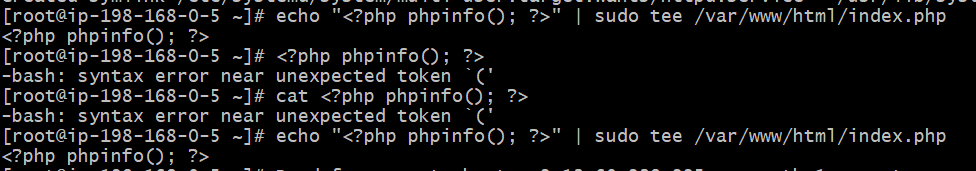 [root@ip-198-168-0-5 ~]# echo "<?php phpinfo(); ?>" | sudo tee /var/www/html/index.php
<?php phpinfo(); ?>
[root@ip-198-168-0-5 ~]# <?php phpinfo(); ?>
-bash: syntax error near unexpected token `('
[root@ip-198-168-0-5 ~]# cat <?php phpinfo(); ?>
-bash: syntax error near unexpected token `('
[root@ip-198-168-0-5 ~]# echo "<?php phpinfo(); ?>" | sudo tee /var/www/html/index.php
<?php phpinfo(); ?>